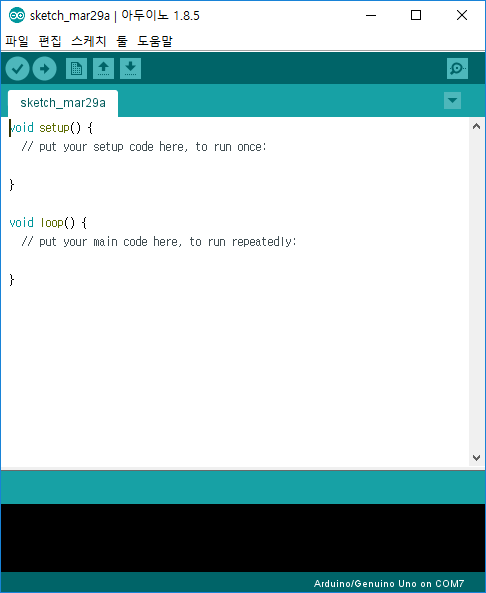 sketch_mar29a | 아두이노 1.8.5
파일 편집 스케치 툴 도움말
sketch_mar29a
void setup() {
  // put your setup code here, to run once:
}
void loop() {
  // put your main code here, to run repeatedly:
}
Arduino/Genuino Uno on COM7